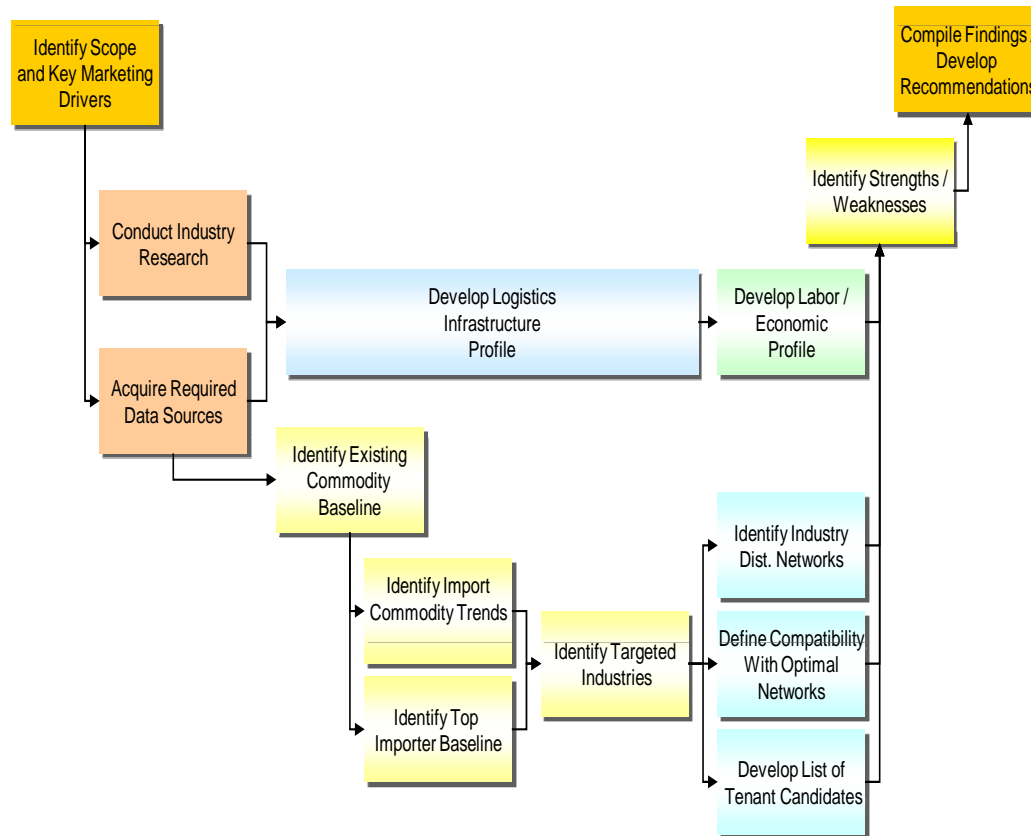 Identify Scope
and Key Marketing
Drivers
Compile Findings /
Develop
Recommendations
Identify Strengths /
Weaknesses
Conduct Industry
Research
Develop Logistics
Infrastructure
Profile
Develop Labor /
Economic
Profile
Acquire Required
Data Sources
Identify Existing
Commodity
Baseline
Identify Import
Commodity Trends
Identify Top
Importer Baseline
Identify Targeted
Industries
Identify Industry
Dist. Networks
Define Compatibility
With Optimal
Networks
Develop List of
Tenant Candidates